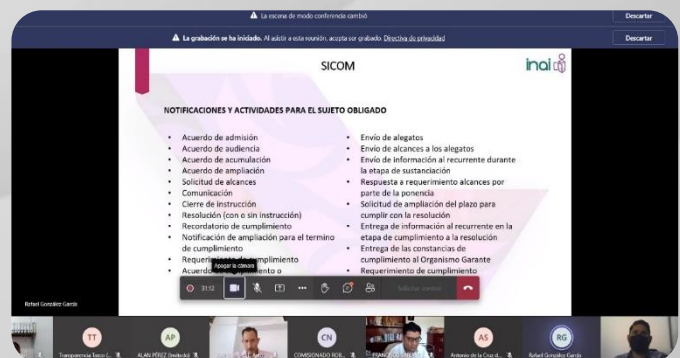 La escena de modo conferencia cambió
Descartar
La grabación se ha iniciado. Al asistir a esta reunión, acepta ser grabado. Directiva de privacidad
Descartar
SICOM
inai
NOTIFICACIONES Y ACTIVIDADES PARA EL SUJETO OBLIGADO
• Acuerdo de admisión
• Acuerdo de audiencia
• Acuerdo de acumulación
• Acuerdo de ampliación
• Solicitud de alcances
• Comunicación
• Cierre de instrucción
• Resolución (con o sin instrucción)
• Recordatorio de cumplimiento
• Notificación de ampliación para el termino
de cumplimiento
• Requerimiento de cumplimiento
• Acuerdo
• Envío de alegatos
• Envío de alcances a los alegatos
• Envío de información al recurrente durante
la etapa de sustanciación
• Respuesta a requerimiento alcances por
parte de la ponencia
• Solicitud de ampliación del plazo para
cumplir con la resolución
• Entrega de información al recurrente en la
etapa de cumplimiento a la resolución
• Entrega de las constancias de
cumplimiento al Organismo Garante
• Requerimiento de cumplimiento
Apagar la cámara
31:12
Solicitar control
Rafael González García
TT
AP
CN
AS
RG
Transparencia Taxco (...
ALAN PÉREZ (Invitado)
COMISIONADO ROB...
Antonio de la Cruz d...
Rafael González García